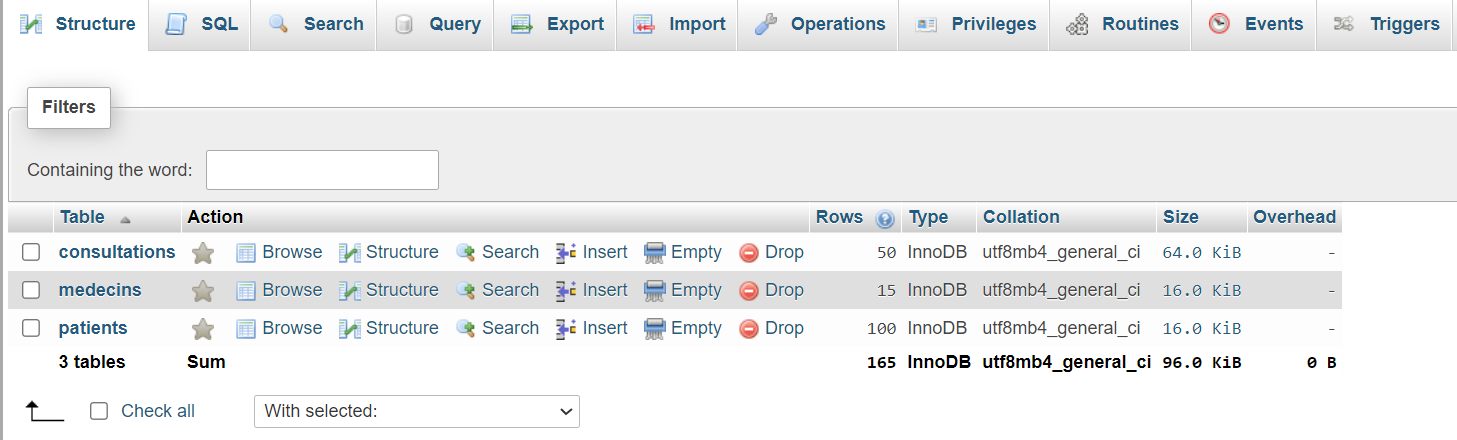 Structure SQL Search Query Export Import Operations Privileges Routines Events Triggers
Filters
Containing the word:
Table Action Rows Type Collation Size Overhead
consultations Browse Structure Search Insert Empty Drop 50 InnoDB utf8mb4_general_ci 64.0 KiB -
medecins Browse Structure Search Insert Empty Drop 15 InnoDB utf8mb4_general_ci 16.0 KiB -
patients Browse Structure Search Insert Empty Drop 100 InnoDB utf8mb4_general_ci 16.0 KiB -
3 tables Sum 165 InnoDB utf8mb4_general_ci 96.0 KiB 0 B
Check all With selected: